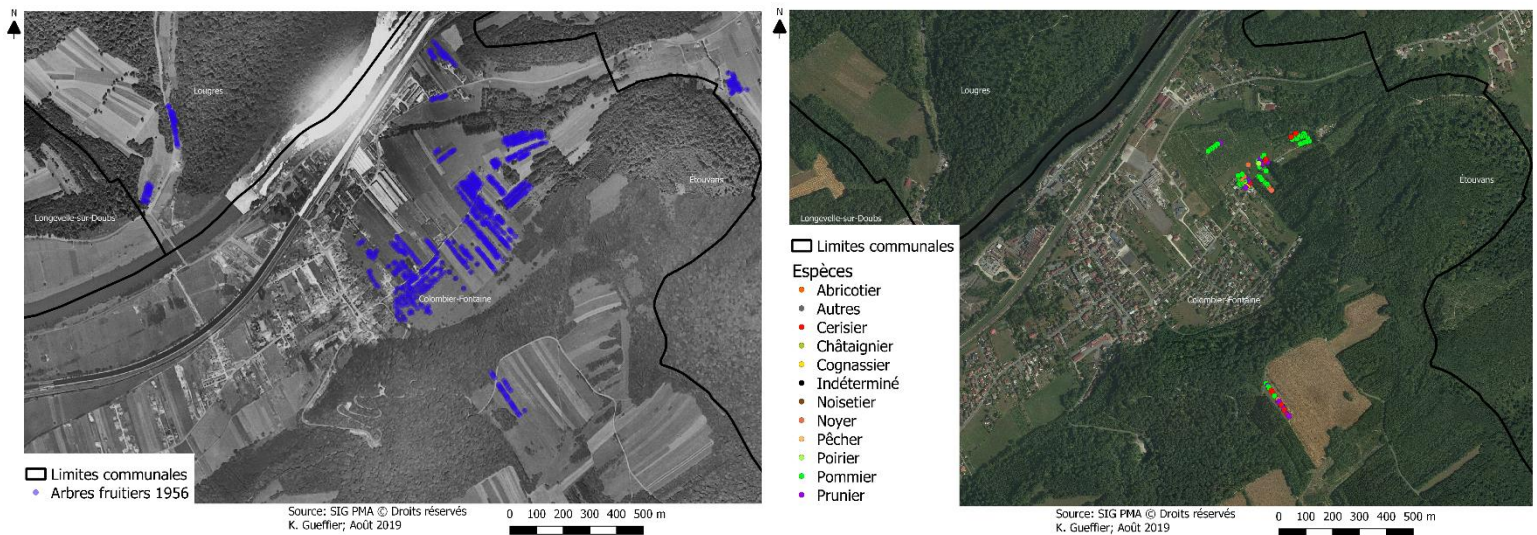 N
Lougres
Longevelle-sur-Doubs
Étouvans
Colombier-Fontaine
Limites communales
Arbres fruitiers 1956
Source: SIG PMA © Droits réservés
K. Gueffier; Août 2019
0 100 200 300 400 500 m
N
Lougres
Étouvans
Longevelle-sur-Doubs
Colombier-Fontaine
Limites communales
Espèces
Abricotier
Autres
Cerisier
Châtaignier
Cognassier
Indéterminé
Noisetier
Noyer
Pêcher
Poirier
Pommier
Prunier
Source: SIG PMA © Droits réservés
K. Gueffier; Août 2019
0 100 200 300 400 500 m